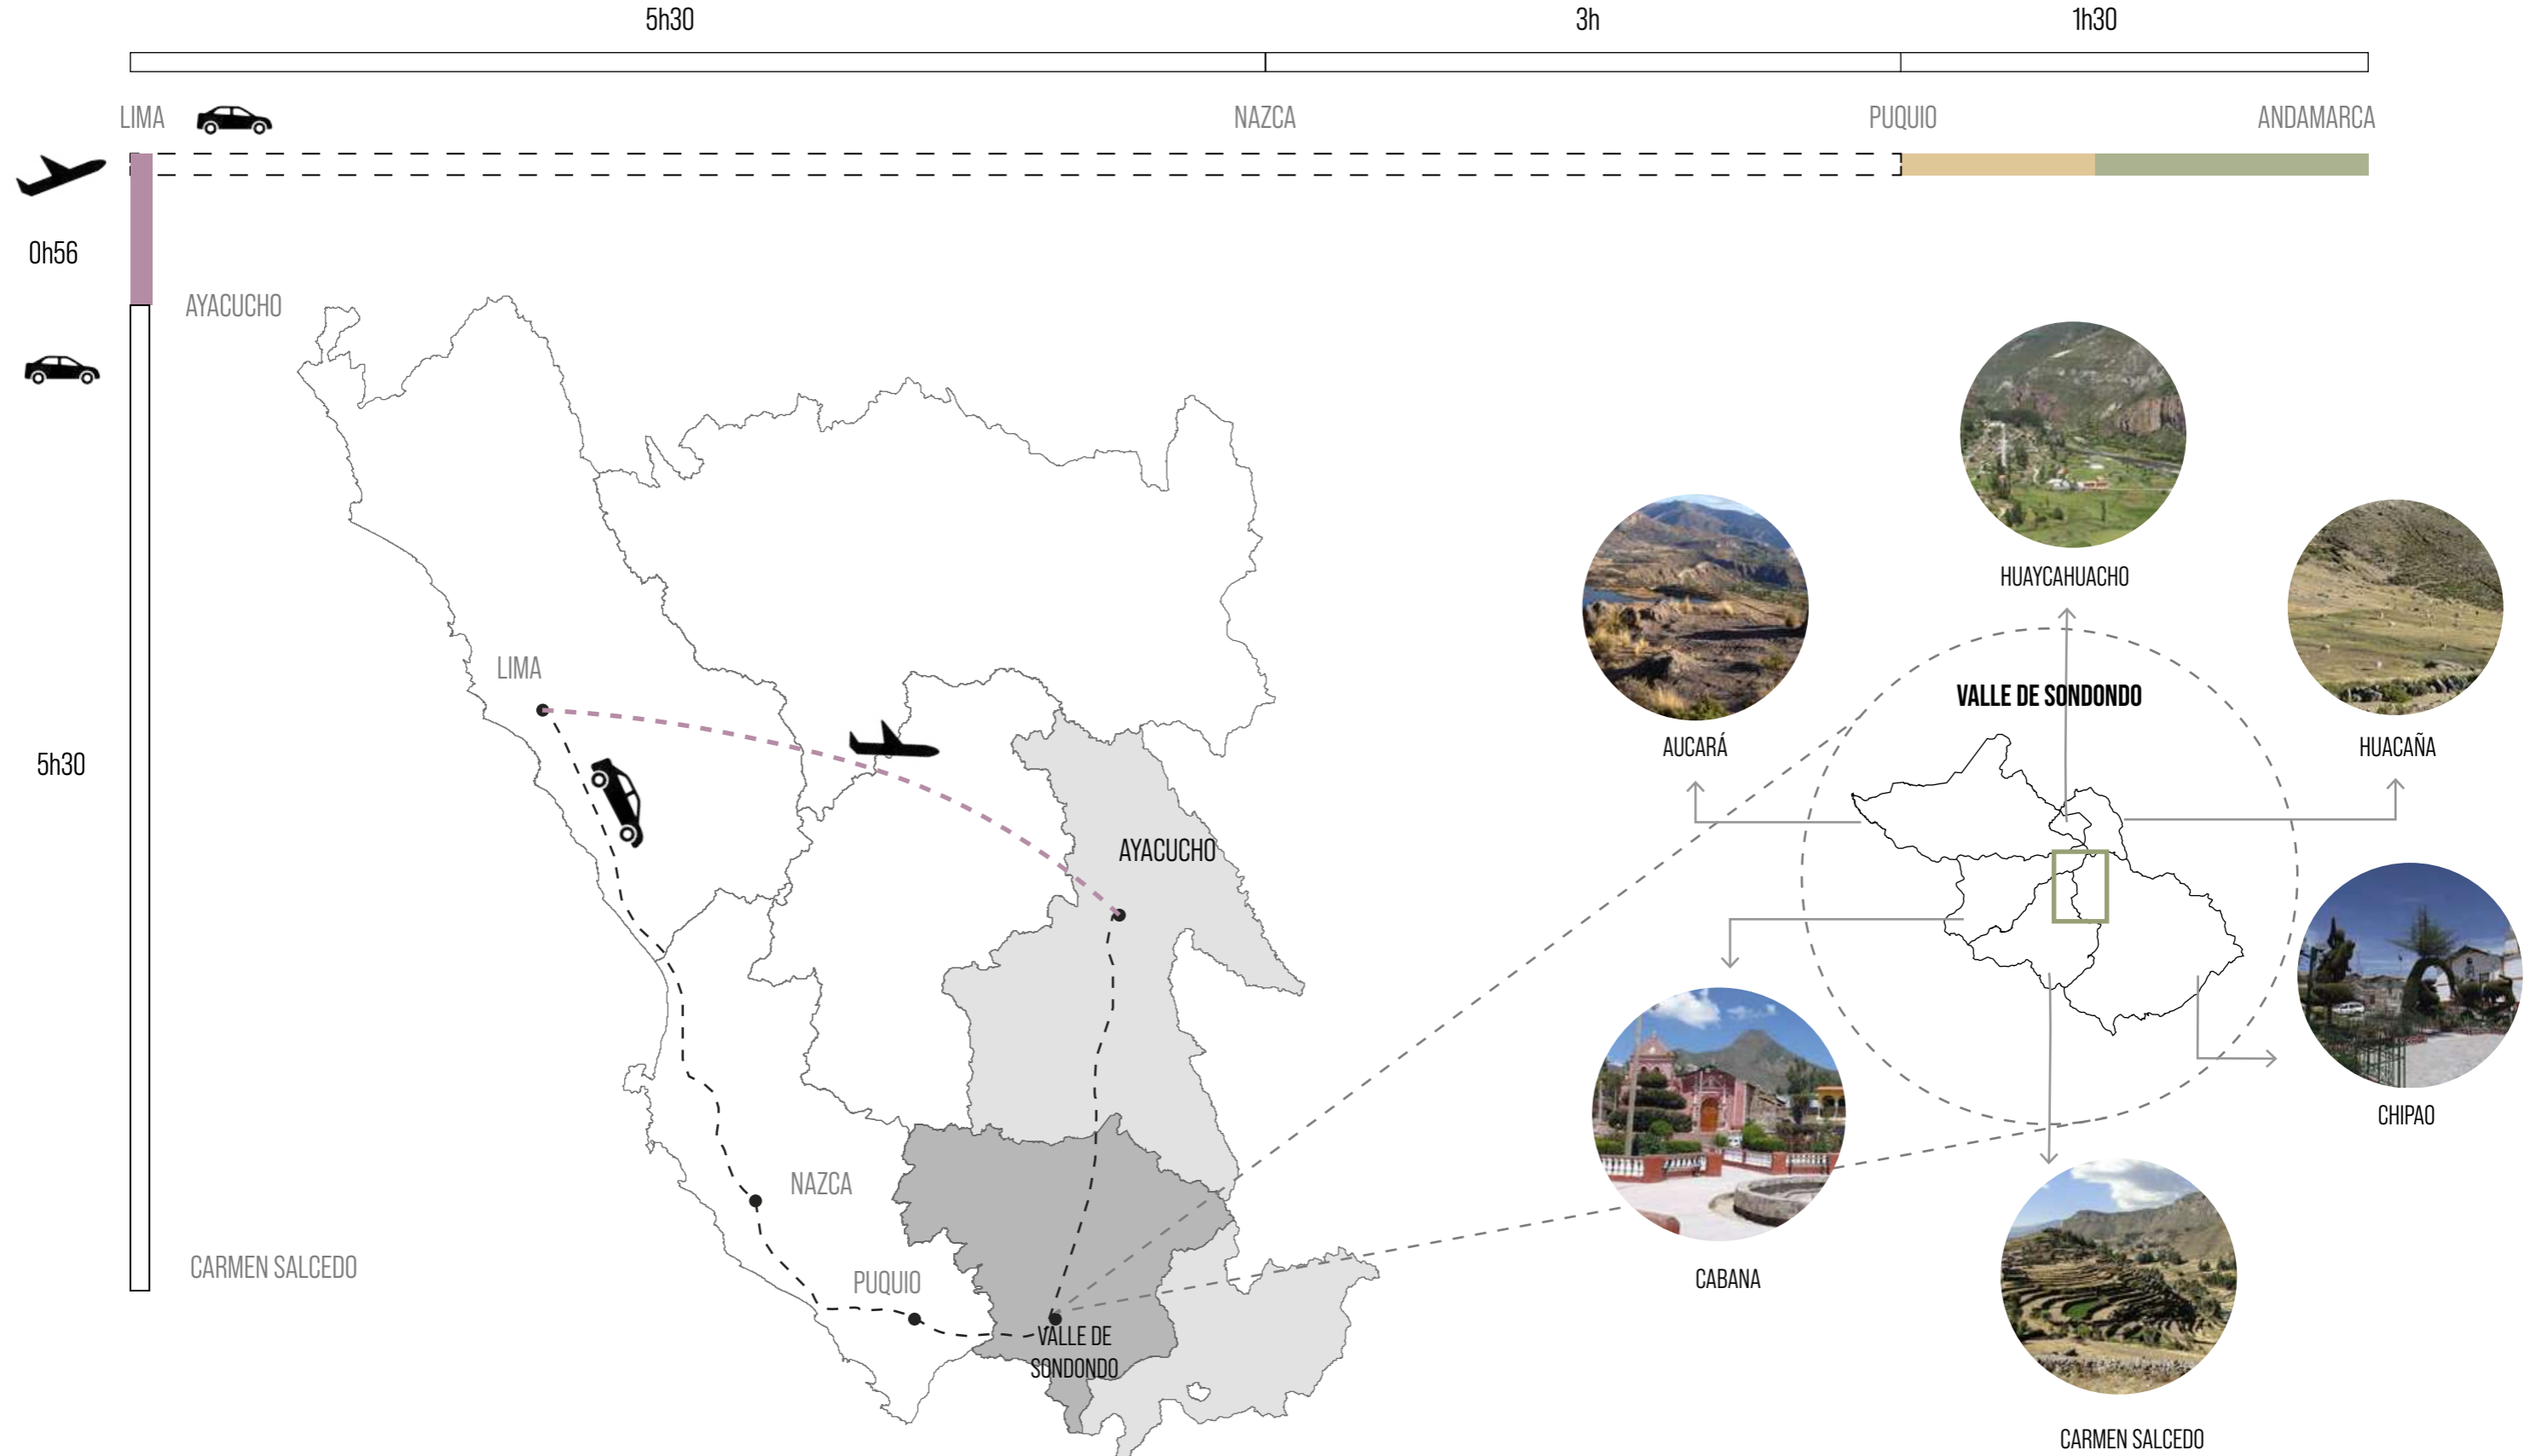 5h30
3h
1h30
LIMA
NAZCA
PUQUIO
ANDAMARCA
0h56
AYACUCHO
5h30
CARMEN SALCEDO
LIMA
AYACUCHO
NAZCA
PUQUIO
VALLE DE
SONDONDO
HUAYCAHUACHO
VALLE DE SONDONDO
AUCARÁ
HUACAÑA
CHIPAO
CABANA
CARMEN SALCEDO